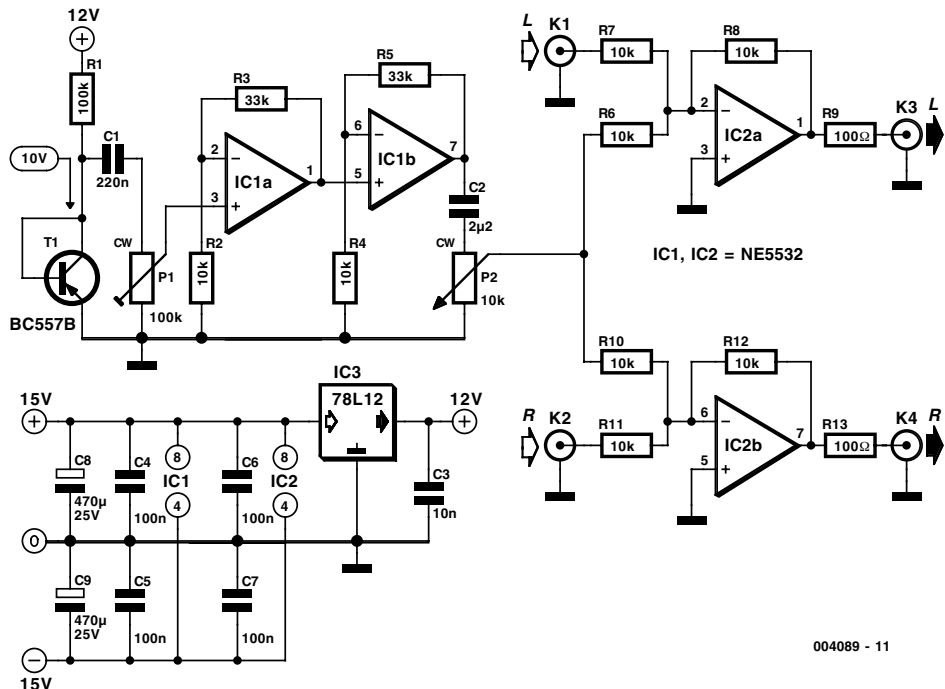 12V
R1
100k
10V
C1
220n
T1
BC557B
CW
P1
100k
R3
33k
2
3
1
IC1a
R2
10k
R5
33k
6
5
7
IC1b
R4
10k
C2
2µ2
CW
P2
10k
L
K1
R7
10k
R6
10k
R8
10k
2
3
1
IC2a
R9
100Ω
K3
L
IC1, IC2 = NE5532
R10
10k
R
K2
R11
10k
R12
10k
6
5
7
IC2b
R13
100Ω
K4
R
15V
C8
470µ
25V
C4
100n
8
IC1
4
C6
100n
8
IC2
4
IC3
78L12
12V
C3
10n
0
C9
470µ
25V
C5
100n
C7
100n
15V
004089 - 11